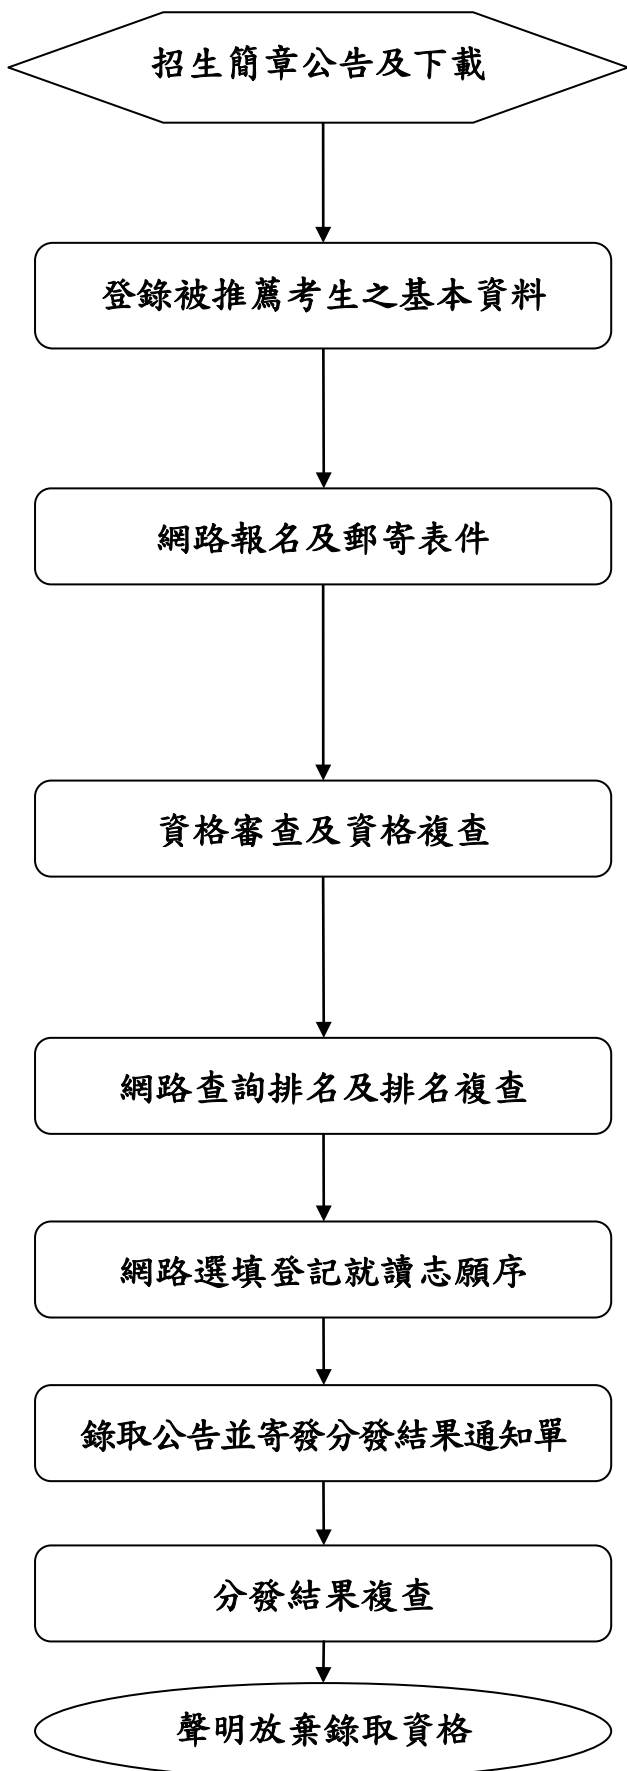 招生簡章公告及下載
登錄被推薦考生之基本資料
網路報名及郵寄表件
資格審查及資格複查
網路查詢排名及排名複查
網路選填登記就讀志願序
錄取公告並寄發分發結果通知單
分發結果複查
聲明放棄錄取資格